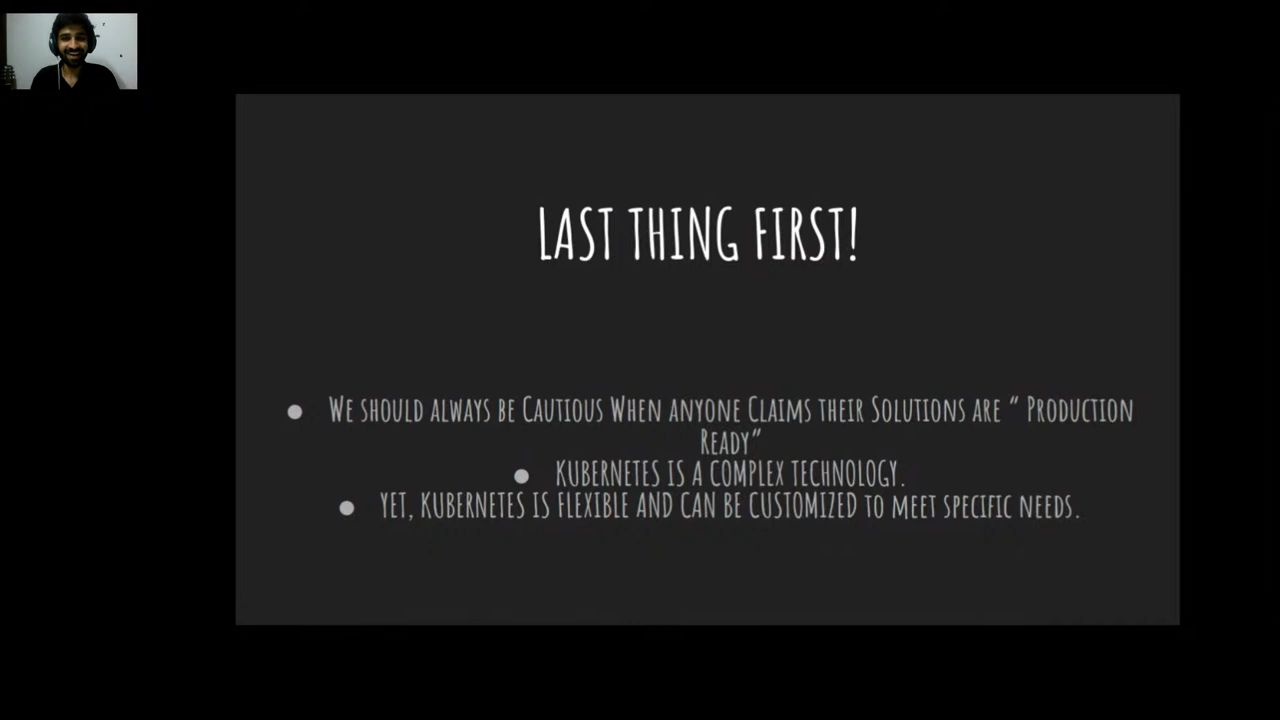 LAST THING FIRST!
● WE SHOULD ALWAYS BE CAUTIOUS WHEN ANYONE CLAIMS THEIR SOLUTIONS ARE “ PRODUCTION
READY”
● KUBERNETES IS A COMPLEX TECHNOLOGY.
● YET, KUBERNETES IS FLEXIBLE AND CAN BE CUSTOMIZED TO MEET SPECIFIC NEEDS.